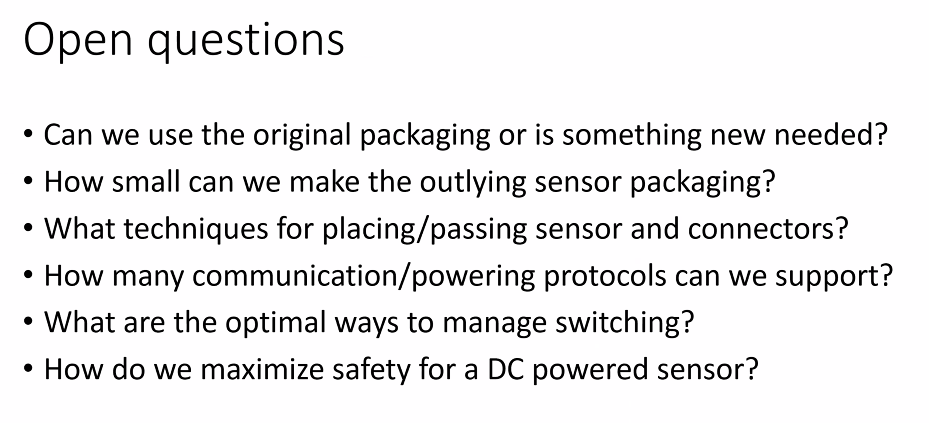 Open questions
• Can we use the original packaging or is something new needed?
• How small can we make the outlying sensor packaging?
• What techniques for placing/passing sensor and connectors?
• How many communication/powering protocols can we support?
• What are the optimal ways to manage switching?
• How do we maximize safety for a DC powered sensor?